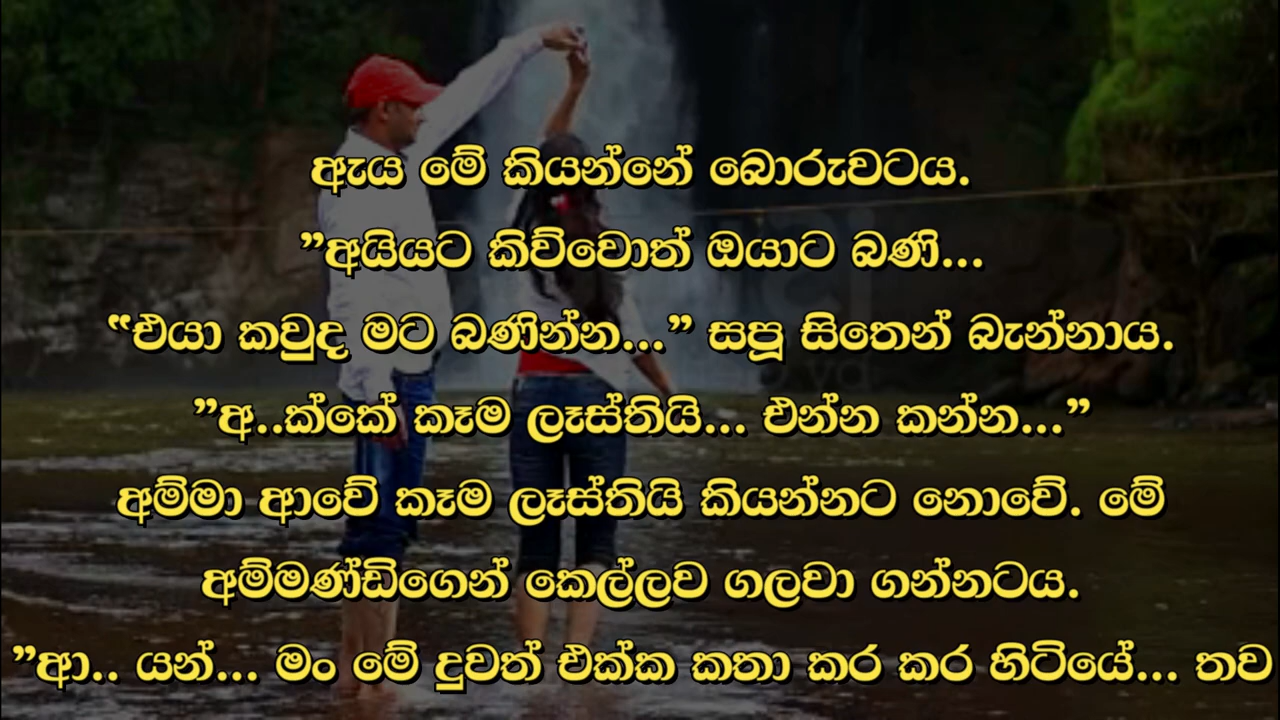 ඇය මේ කියන්නේ බොරුවටය.
”අයියට කිව්වොත් ඔයාට බණි...
“එයා කවුද මට බණින්න...” සපූ සිතෙන් බැන්නාය.
”අ..ක්කේ කෑම ලෑස්තියි... එන්න කන්න...”
අම්මා ආවේ කෑම ලෑස්තියි කියන්නට නොවේ. මේ
අම්මණ්ඩිගෙන් කෙල්ලව ගලවා ගන්නටය.
”ආ.. යන්... මං මේ දූවත් එක්ක කතා කර කර හිටියේ... තව